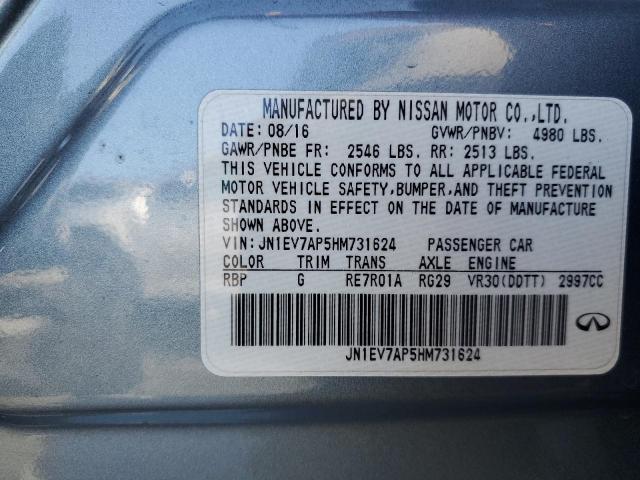 MANUFACTURED BY NISSAN MOTOR CO.,LTD.
DATE: 08/16 GVWR/PNBV: 4980 LBS.
GAWR/PNBE FR: 2546 LBS. RR: 2513 LBS.
THIS VEHICLE CONFORMS TO ALL APPLICABLE FEDERAL
MOTOR VEHICLE SAFETY,BUMPER,AND THEFT PREVENTION
STANDARDS IN EFFECT ON THE DATE OF MANUFACTURE
SHOWN ABOVE.
VIN: JN1EV7AP5HM731624 PASSENGER CAR
COLOR TRIM TRANS AXLE ENGINE
RBP G RE7R01A RG29 VR30(DDTT) 2997CC
JN1EV7AP5HM731624